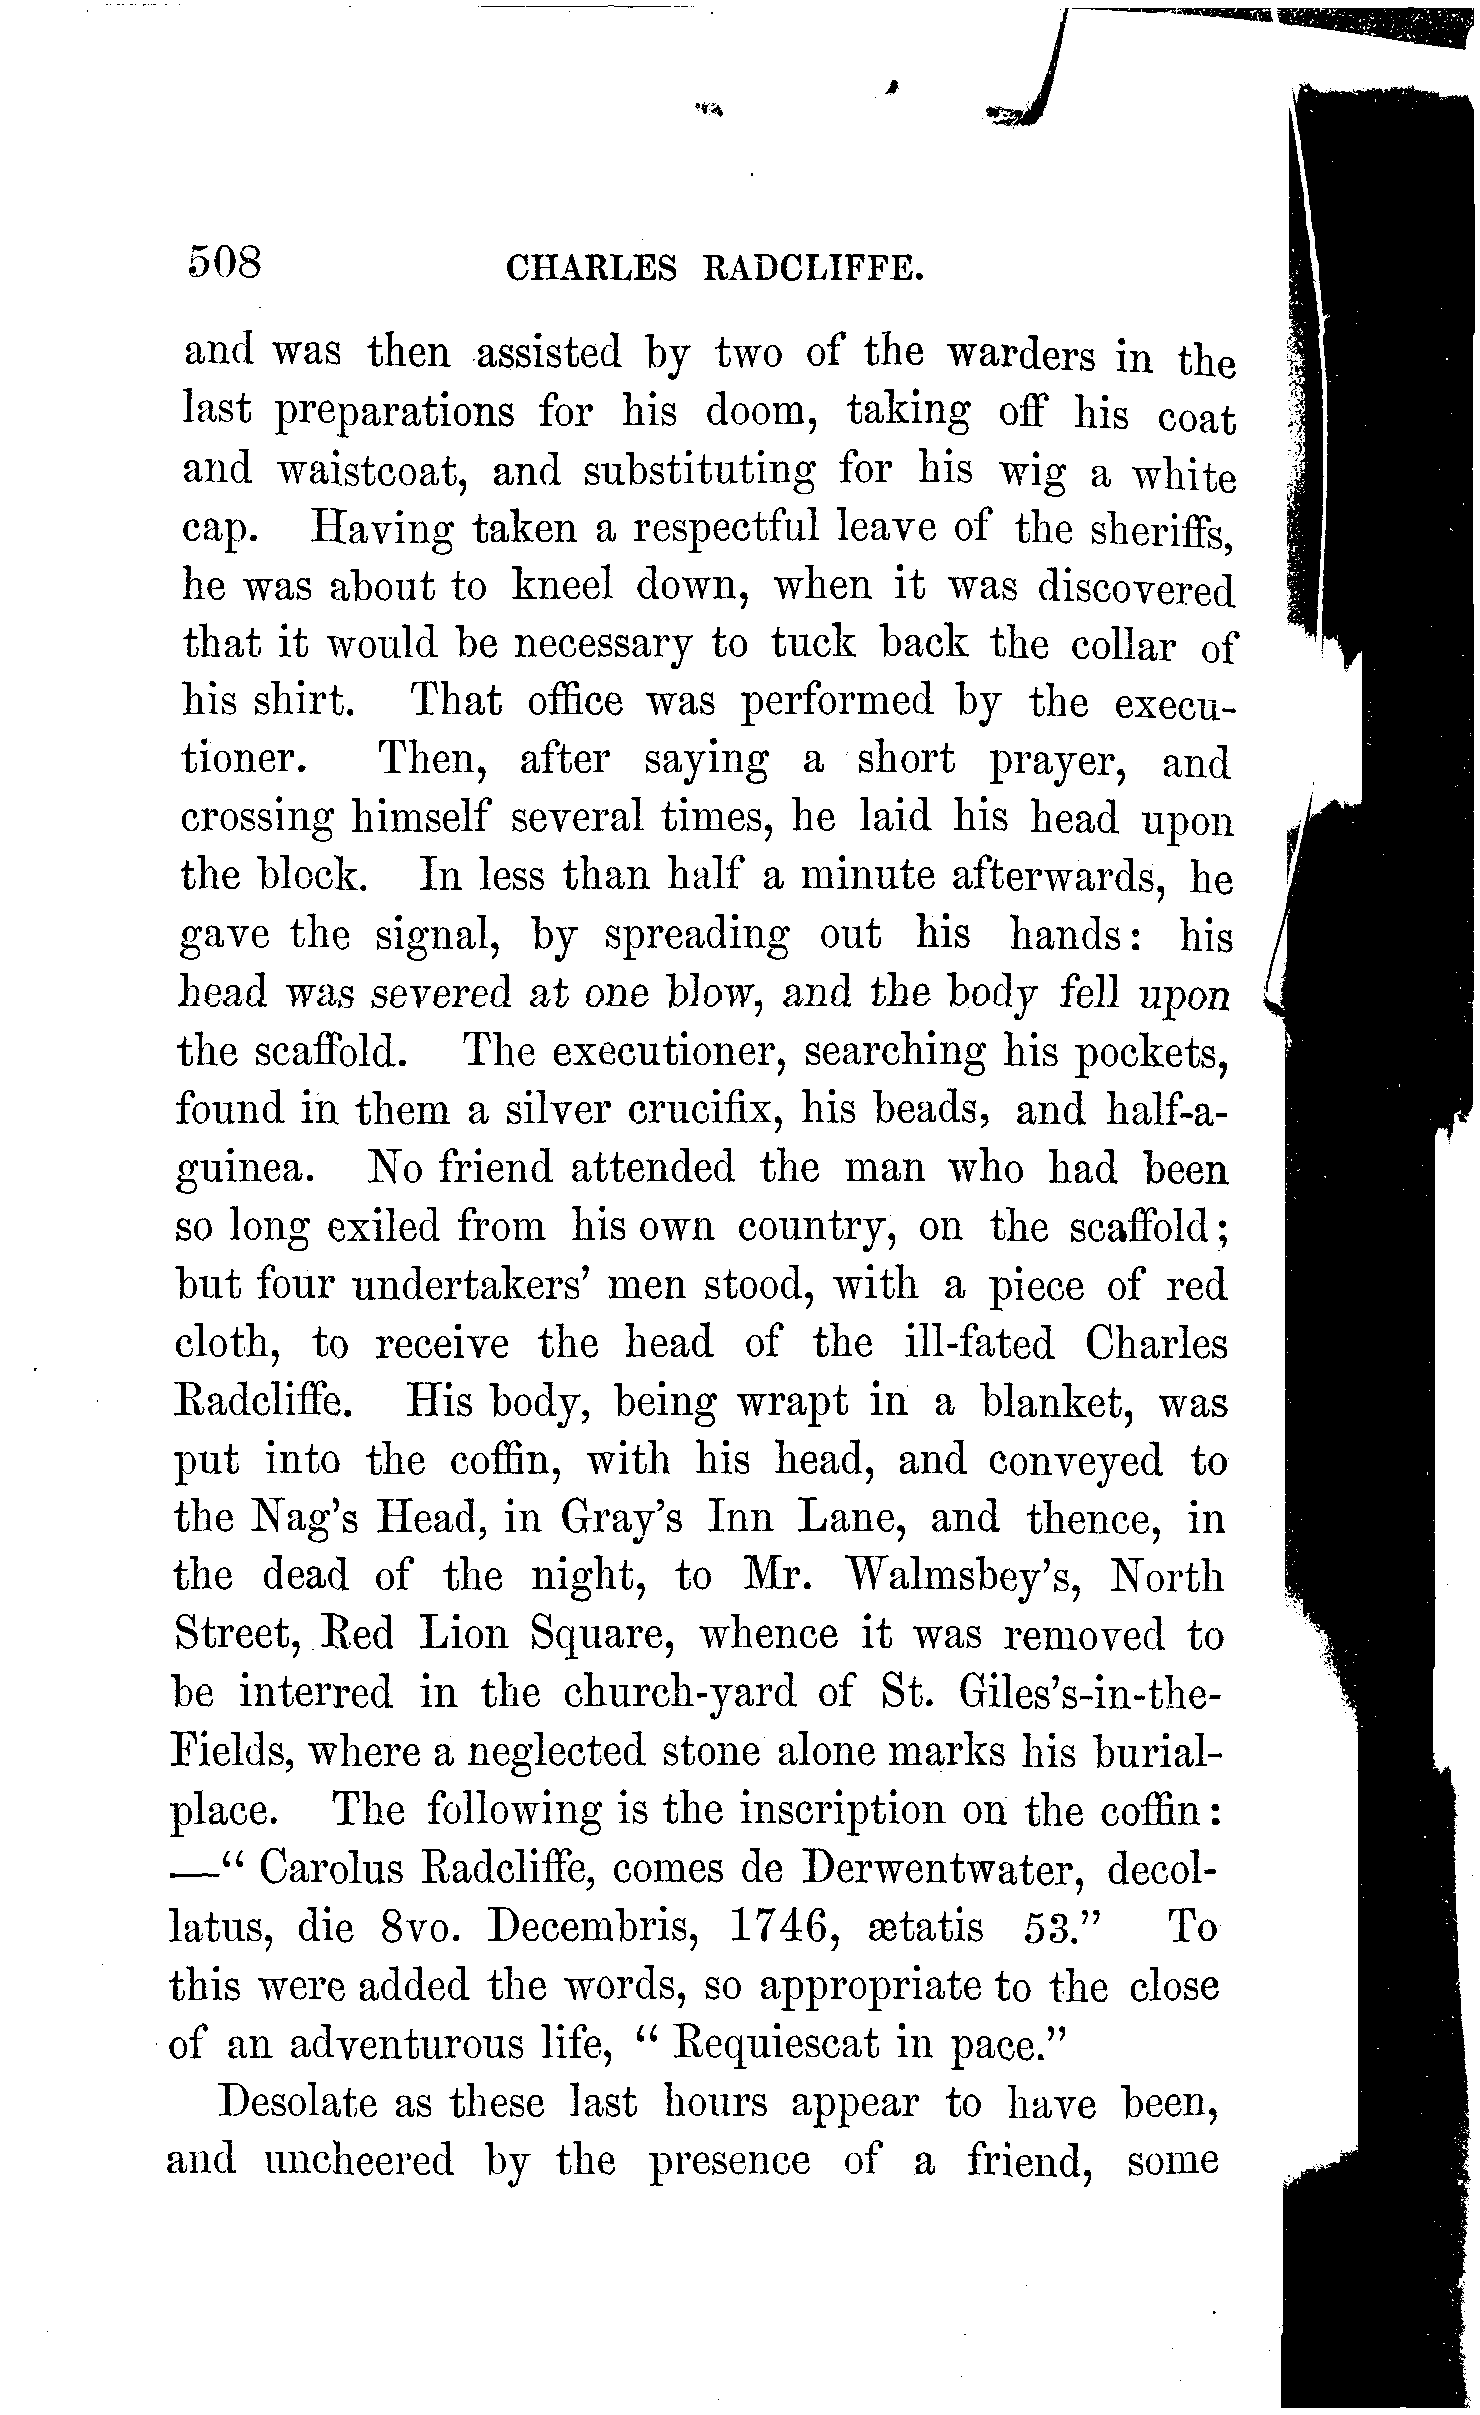 508 CHARLES RADCLIFFE.
and was then assisted by two of the warders in the
last preparations for his doom, taking off his coat
and waistcoat, and substituting for his wig a white
cap. Having taken a respectful leave of the sheriffs,
he was about to kneel down, when it was discovered
that it would be necessary to tuck back the collar of
his shirt. That office was performed by the execu-
tioner. Then, after saying a short prayer, and
crossing himself several times, he laid his head upon
the block. In less than half a minute afterwards, he
gave the signal, by spreading out his hands: his
head was severed at one blow, and the body fell upon
the scaffold. The executioner, searching his pockets,
found in them a silver crucifix, his beads, and half-a-
guinea. No friend attended the man who had been
so long exiled from his own country, on the scaffold;
but four undertakers' men stood, with a piece of red
cloth, to receive the head of the ill-fated Charles
Radcliffe. His body, being wrapt in a blanket, was
put into the coffin, with his head, and conveyed to
the Nag's Head, in Gray's Inn Lane, and thence, in
the dead of the night, to Mr. Walmsbey's, North
Street, Red Lion Square, whence it was removed to
be interred in the church-yard of St. Giles's-in-the-
Fields, where a neglected stone alone marks his burial-
place. The following is the inscription on the coffin:
—" Carolus Radcliffe, comes de Derwentwater, decol-
latus, die 8vo. Decembris, 1746, ætatis 53." To
this were added the words, so appropriate to the close
of an adventurous life, " Requiescat in pace."
Desolate as these last hours appear to have been,
and uncheered by the presence of a friend, some